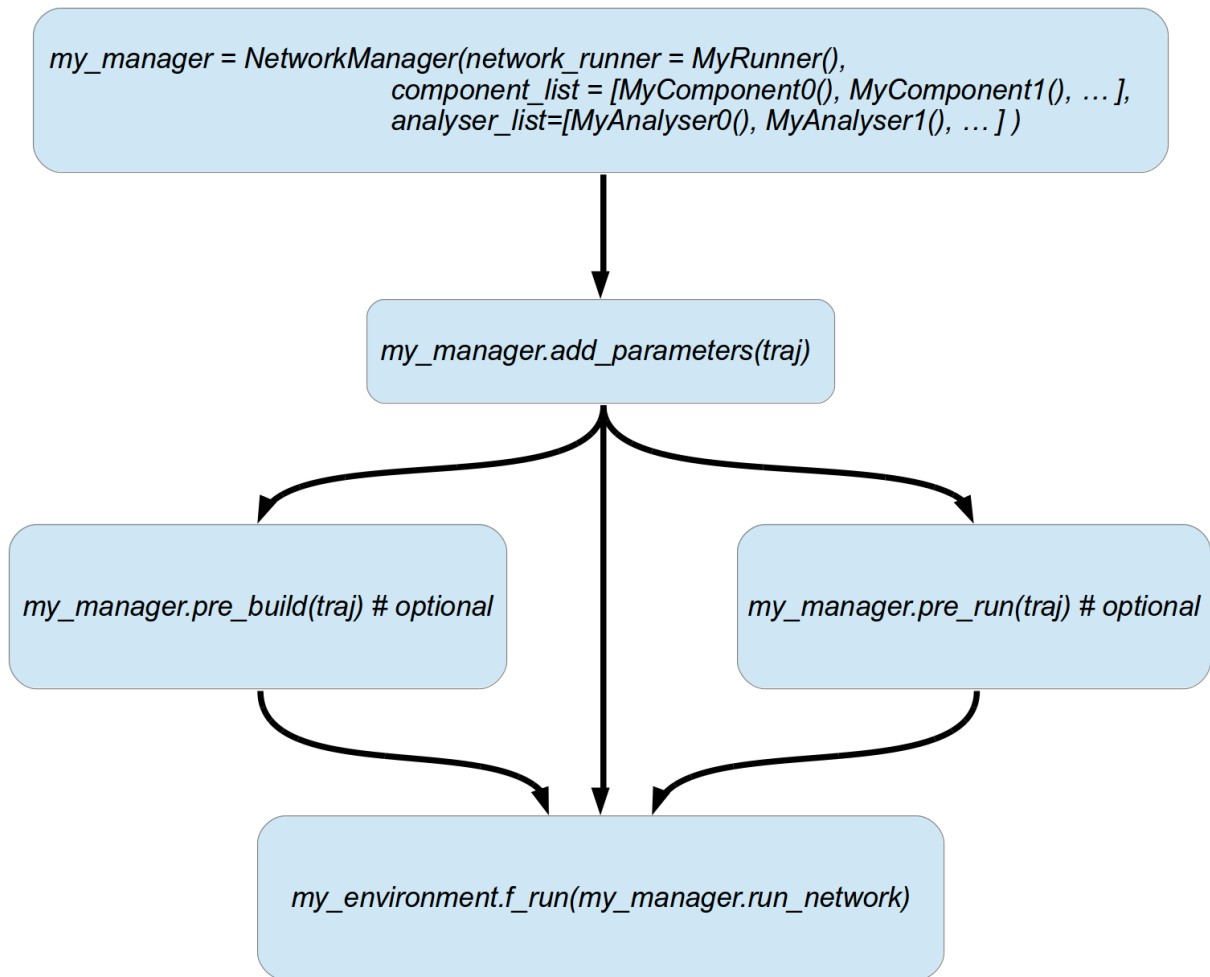 my_manager = NetworkManager(network_runner = MyRunner(),
component_list = [MyComponent0(), MyComponent1(), … ],
analyser_list=[MyAnalyser0(), MyAnalyser1(), … ] )
my_manager.add_parameters(traj)
my_manager.pre_build(traj) # optional
my_manager.pre_run(traj) # optional
my_environment.f_run(my_manager.run_network)